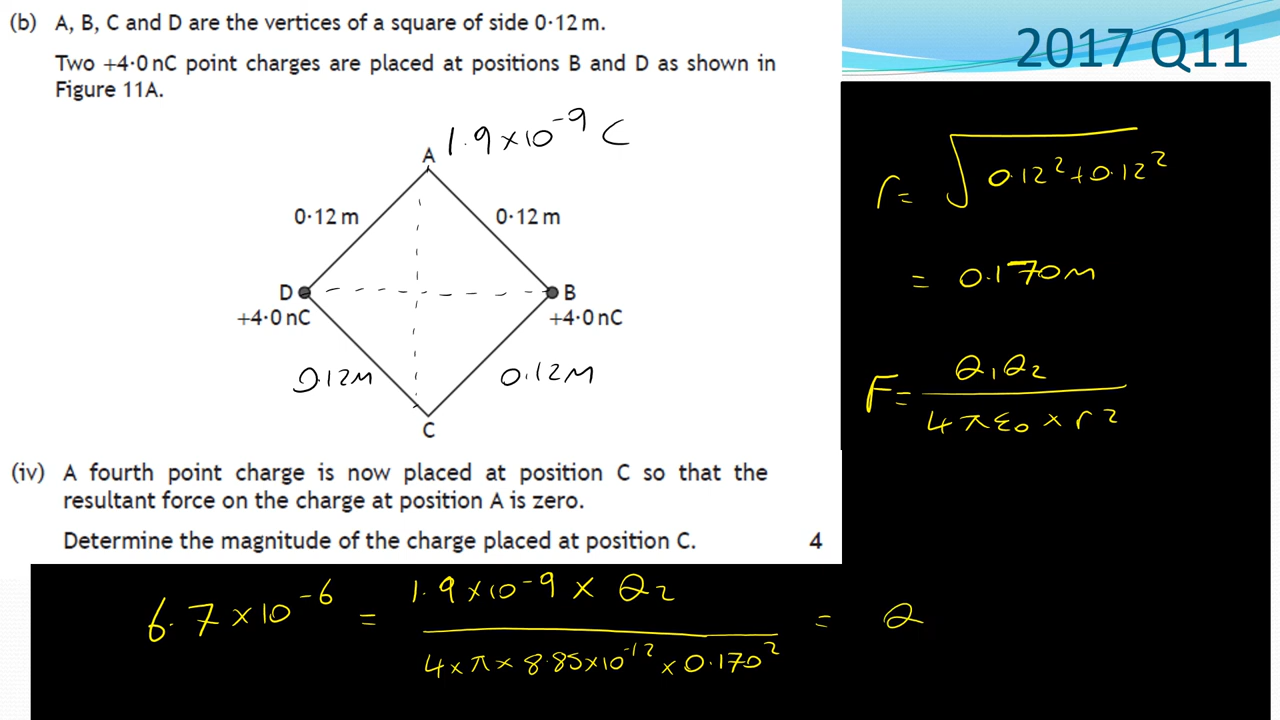 (b) A, B, C and D are the vertices of a square of side 0·12 m.
2017 Q11
Two +4·0 nC point charges are placed at positions B and D as shown in
Figure 11A.
1.9×10⁻⁹ C
A
0·12 m 0·12 m
D B
+4·0 nC +4·0 nC
0.12m 0.12m
C
r= √0.12²+0.12²
= 0.170m
F= Q₁Q₂
4πε₀ × r²
(iv) A fourth point charge is now placed at position C so that the
resultant force on the charge at position A is zero.
Determine the magnitude of the charge placed at position C. 4
6.7×10⁻⁶ = 1.9×10⁻⁹ × Q₂ = 2
4×π×8.85×10⁻¹²×0.170²